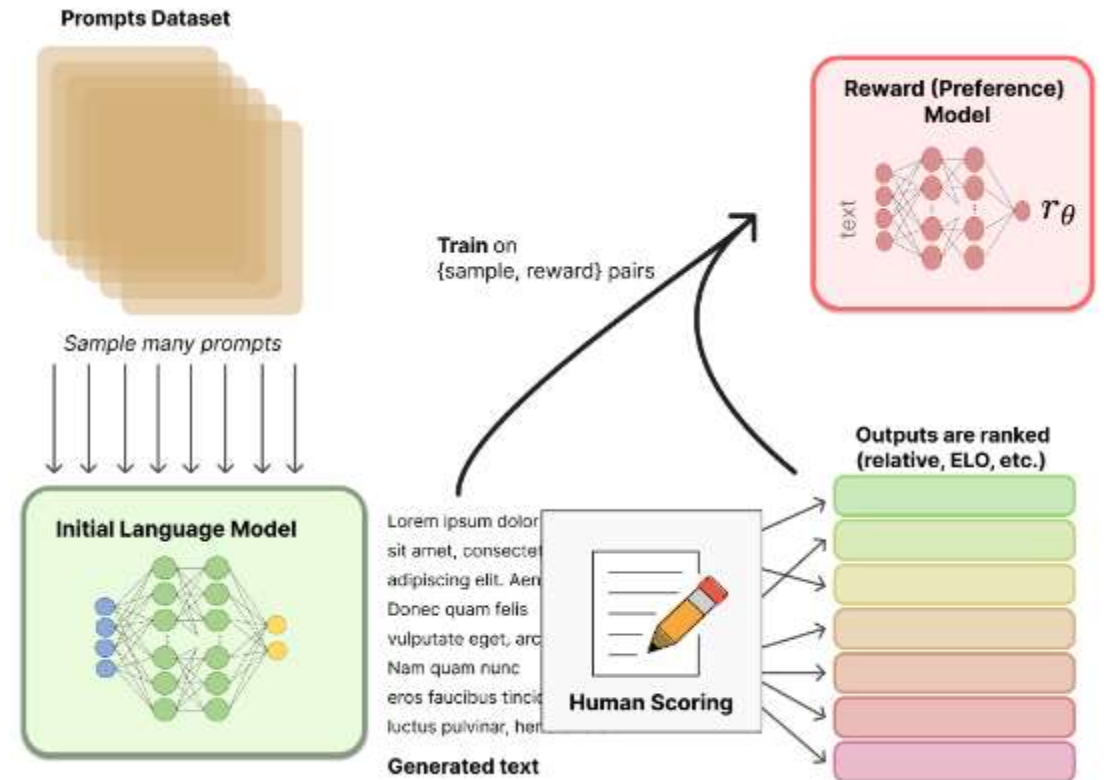 Prompts Dataset
Sample many prompts
Initial Language Model
Train on
{sample, reward} pairs
Reward (Preference)
Model
text
rθ
Lorem ipsum dolor
sit amet, consectet
adipiscing elit. Aen
Donec quam felis
vulputate eget, arc
Nam quam nunc
eros faucibus tincid
luctus pulvinar, her
Generated text
Human Scoring
Outputs are ranked
(relative, ELO, etc.)